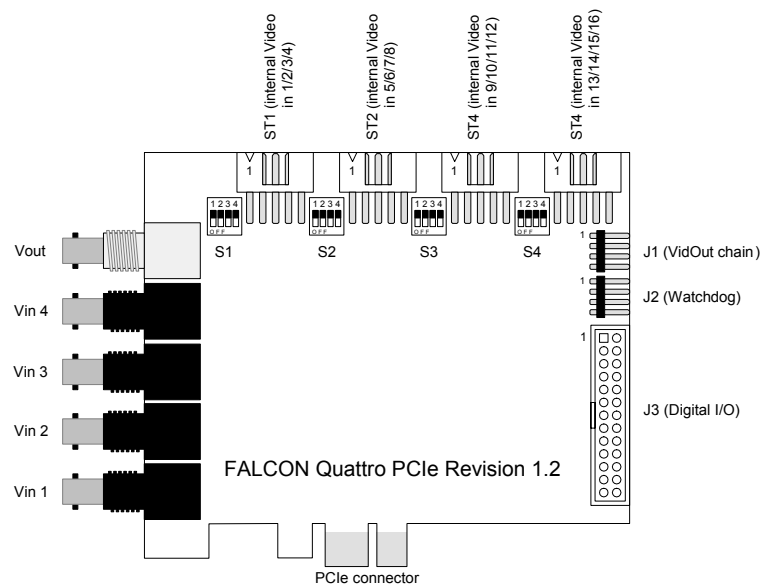 ST1 (internal Video
in 1/2/3/4)
ST2 (internal Video
in 5/6/7/8)
ST4 (internal Video
in 9/10/11/12)
ST4 (internal Video
in 13/14/15/16)
1
1
1
1
1 2 3 4
OFF
1 2 3 4
OFF
1 2 3 4
OFF
1 2 3 4
OFF
S1
S2
S3
S4
Vout
1
J1 (VidOut chain)
1
J2 (Watchdog)
Vin 4
1
Vin 3
J3 (Digital I/O)
Vin 2
FALCON Quattro PCIe Revision 1.2
Vin 1
PCIe connector